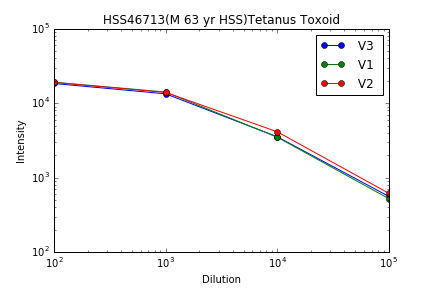 HSS46713(M 63 yr HSS)Tetanus Toxoid
10^5
10^4
10^3
10^2
Intensity
V3
V1
V2
10^2 10^3 10^4 10^5
Dilution